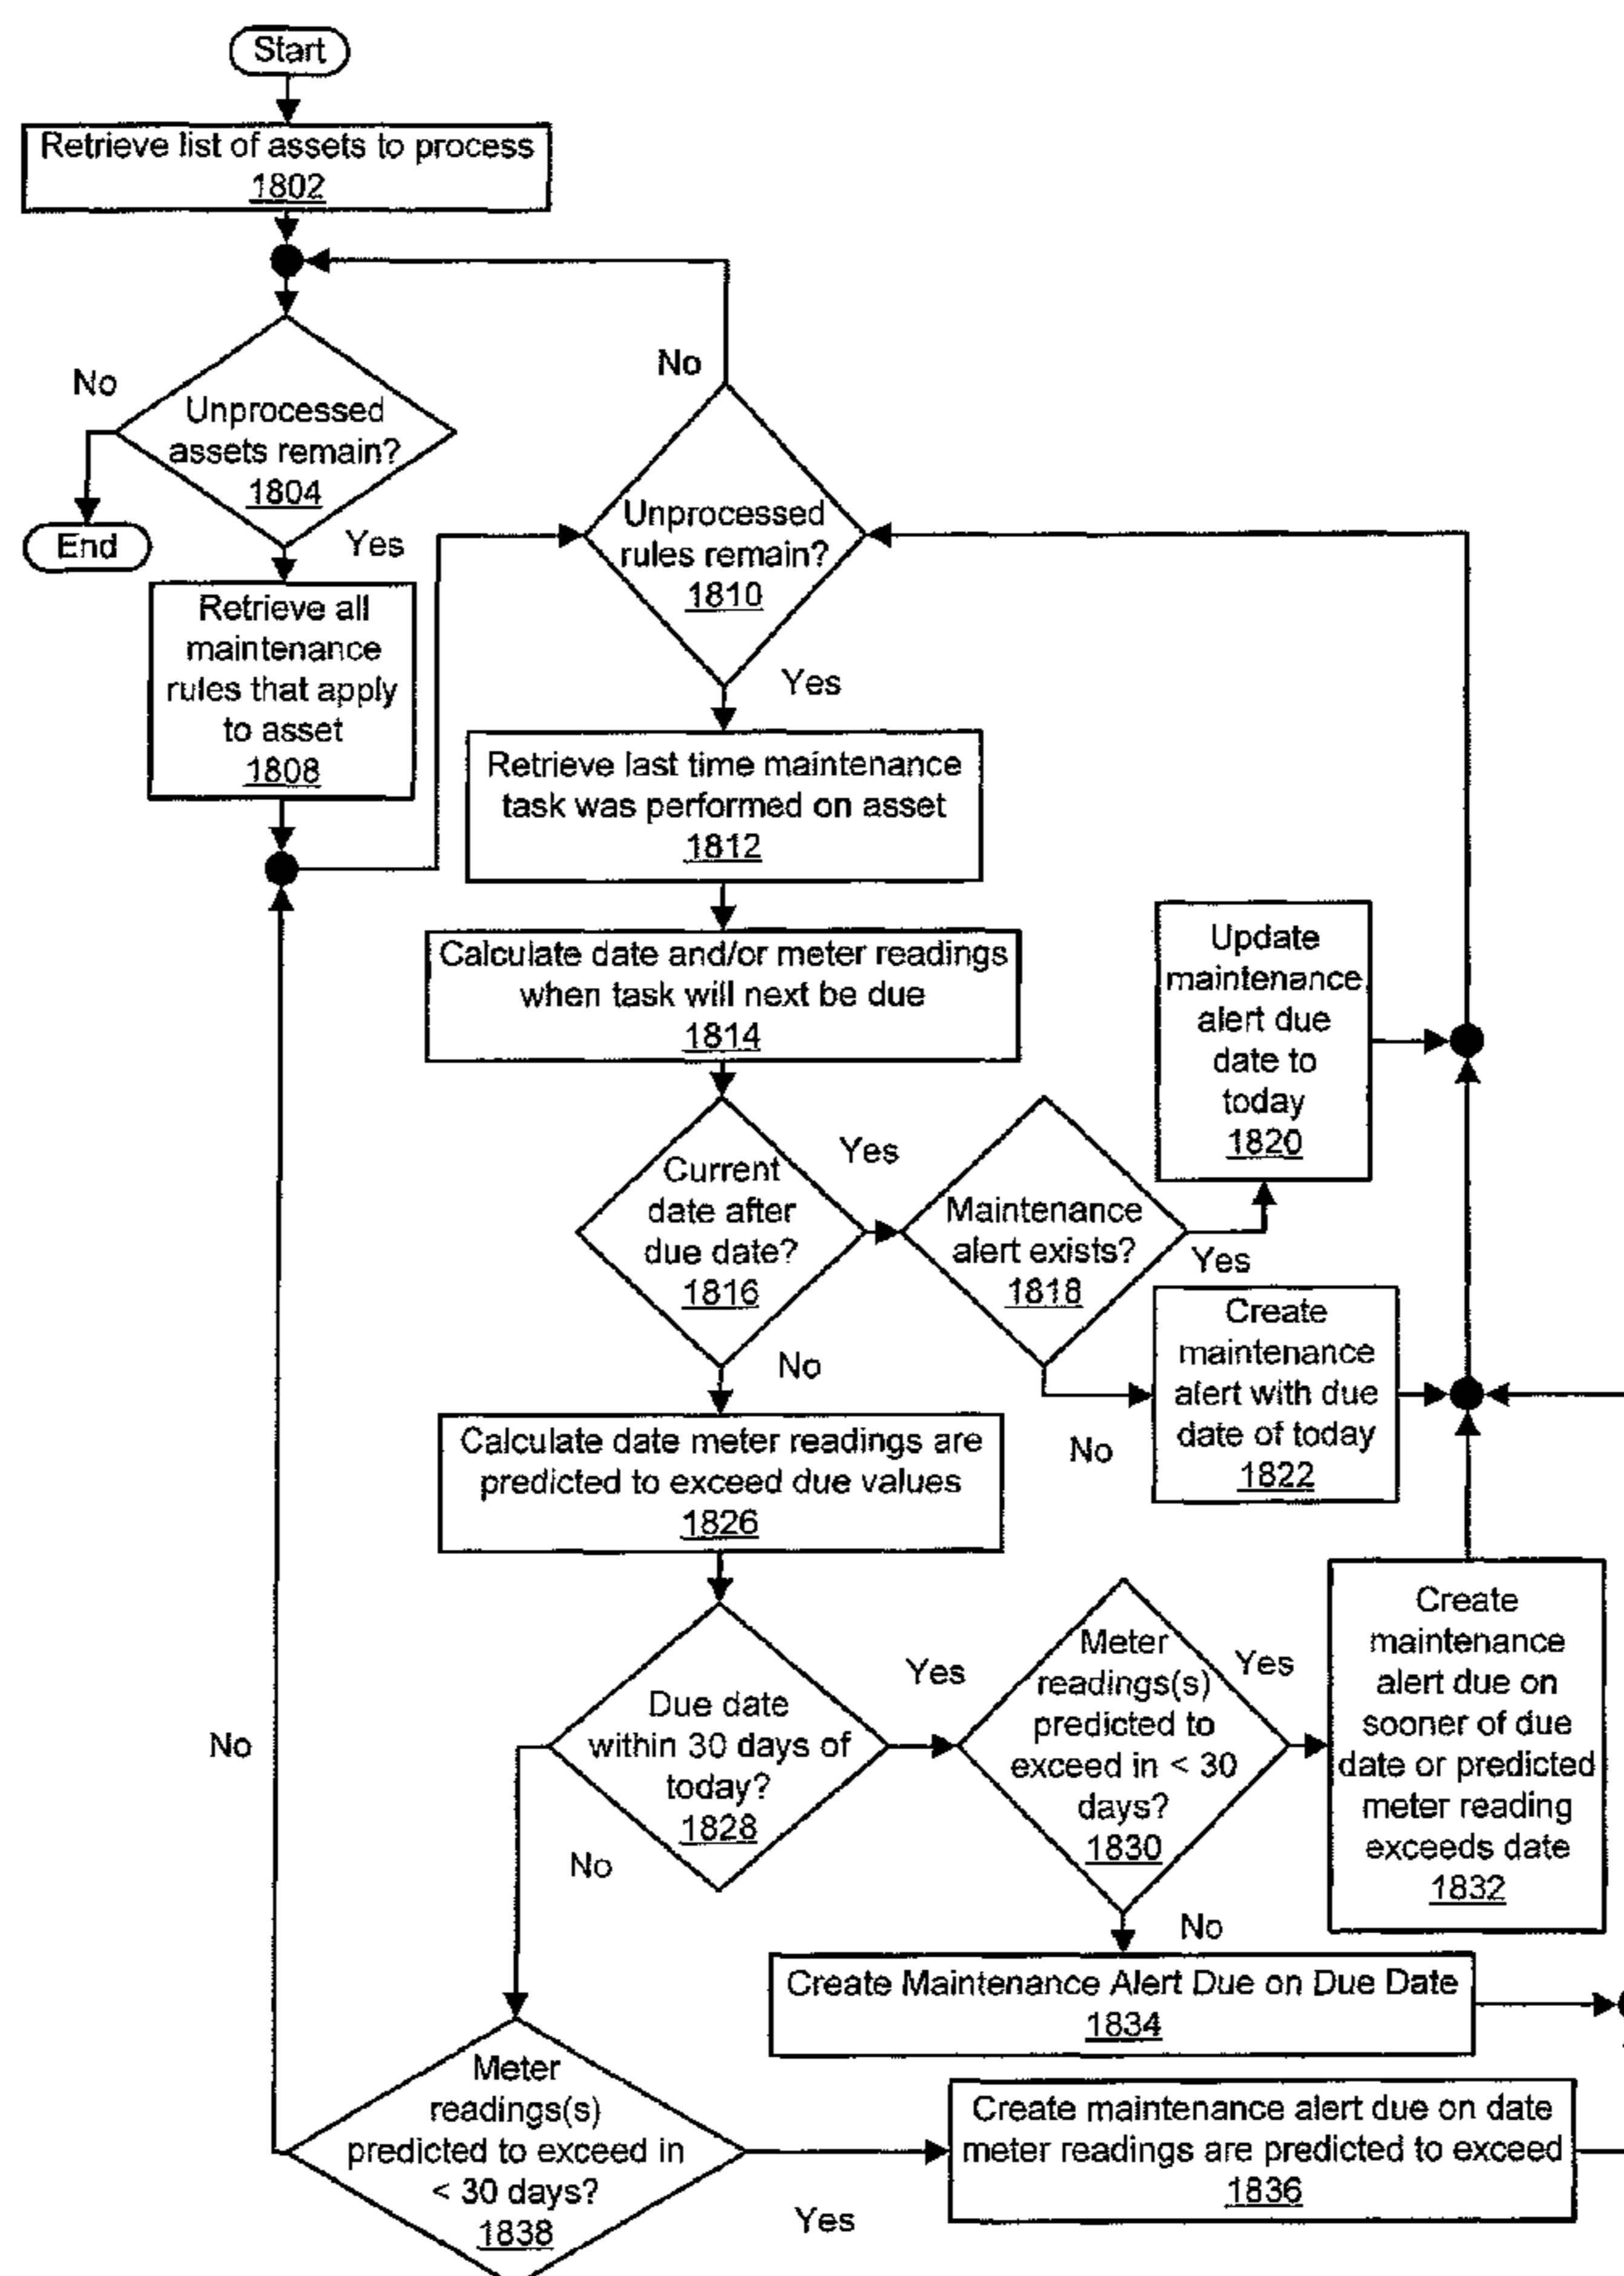 Start
Retrieve list of assets to process
1802
No
Unprocessed
assets remain?
1804
End
Yes
Retrieve all
maintenance
rules that apply
to asset
1808
No
Unprocessed
rules remain?
1810
Yes
Retrieve last time maintenance
task was performed on asset
1812
Calculate date and/or meter readings
when task will next be due
1814
Current
date after
due date?
1816
Yes
Maintenance
alert exists?
1818
Yes
Update
maintenance
alert due
date to
today
1820
No
Create
maintenance
alert with due
date of today
1822
No
Calculate date meter readings are
predicted to exceed due values
1826
Due date
within 30 days of
today?
1828
Yes
Meter
readings(s)
predicted to
exceed in < 30
days?
1830
Yes
Create
maintenance
alert due on
sooner of due
date or predicted
meter reading
exceeds date
1832
No
Create Maintenance Alert Due on Due Date
1834
No
Meter
readings(s)
predicted to exceed in
< 30 days?
1838
No
Yes
Create maintenance alert due on date
meter readings are predicted to exceed
1836